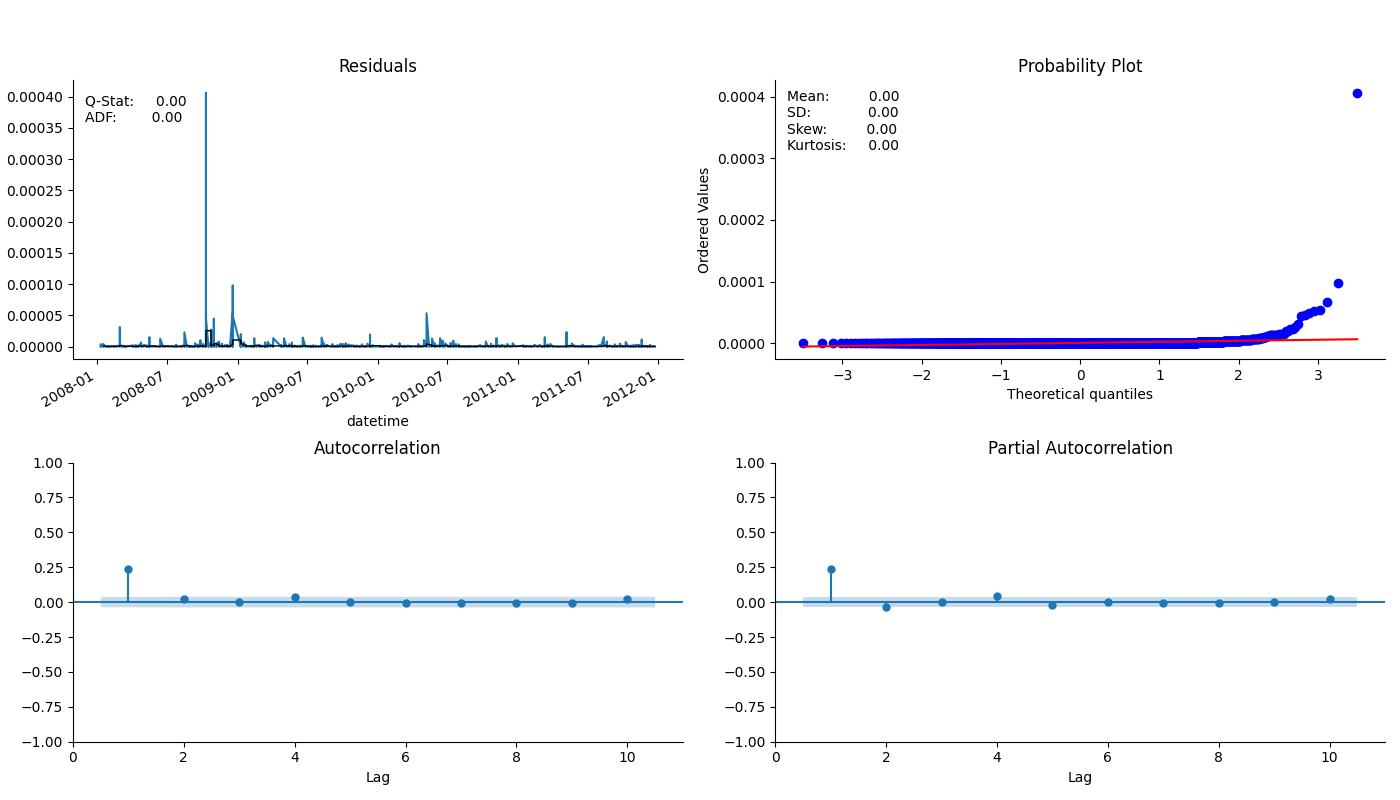 Residuals
Q-Stat: 0.00
ADF: 0.00
0.00040
0.00035
0.00030
0.00025
0.00020
0.00015
0.00010
0.00005
0.00000
2008-01
2008-07
2009-01
2009-07
2010-01
2010-07
2011-01
2011-07
2012-01
datetime
Probability Plot
Mean: 0.00
SD: 0.00
Skew: 0.00
Kurtosis: 0.00
Ordered Values
0.0004
0.0003
0.0002
0.0001
0.0000
−3 −2 −1 0 1 2 3
Theoretical quantiles
Autocorrelation
1.00
0.75
0.50
0.25
0.00
−0.25
−0.50
−0.75
−1.00
0 2 4 6 8 10
Lag
Partial Autocorrelation
1.00
0.75
0.50
0.25
0.00
−0.25
−0.50
−0.75
−1.00
0 2 4 6 8 10
Lag